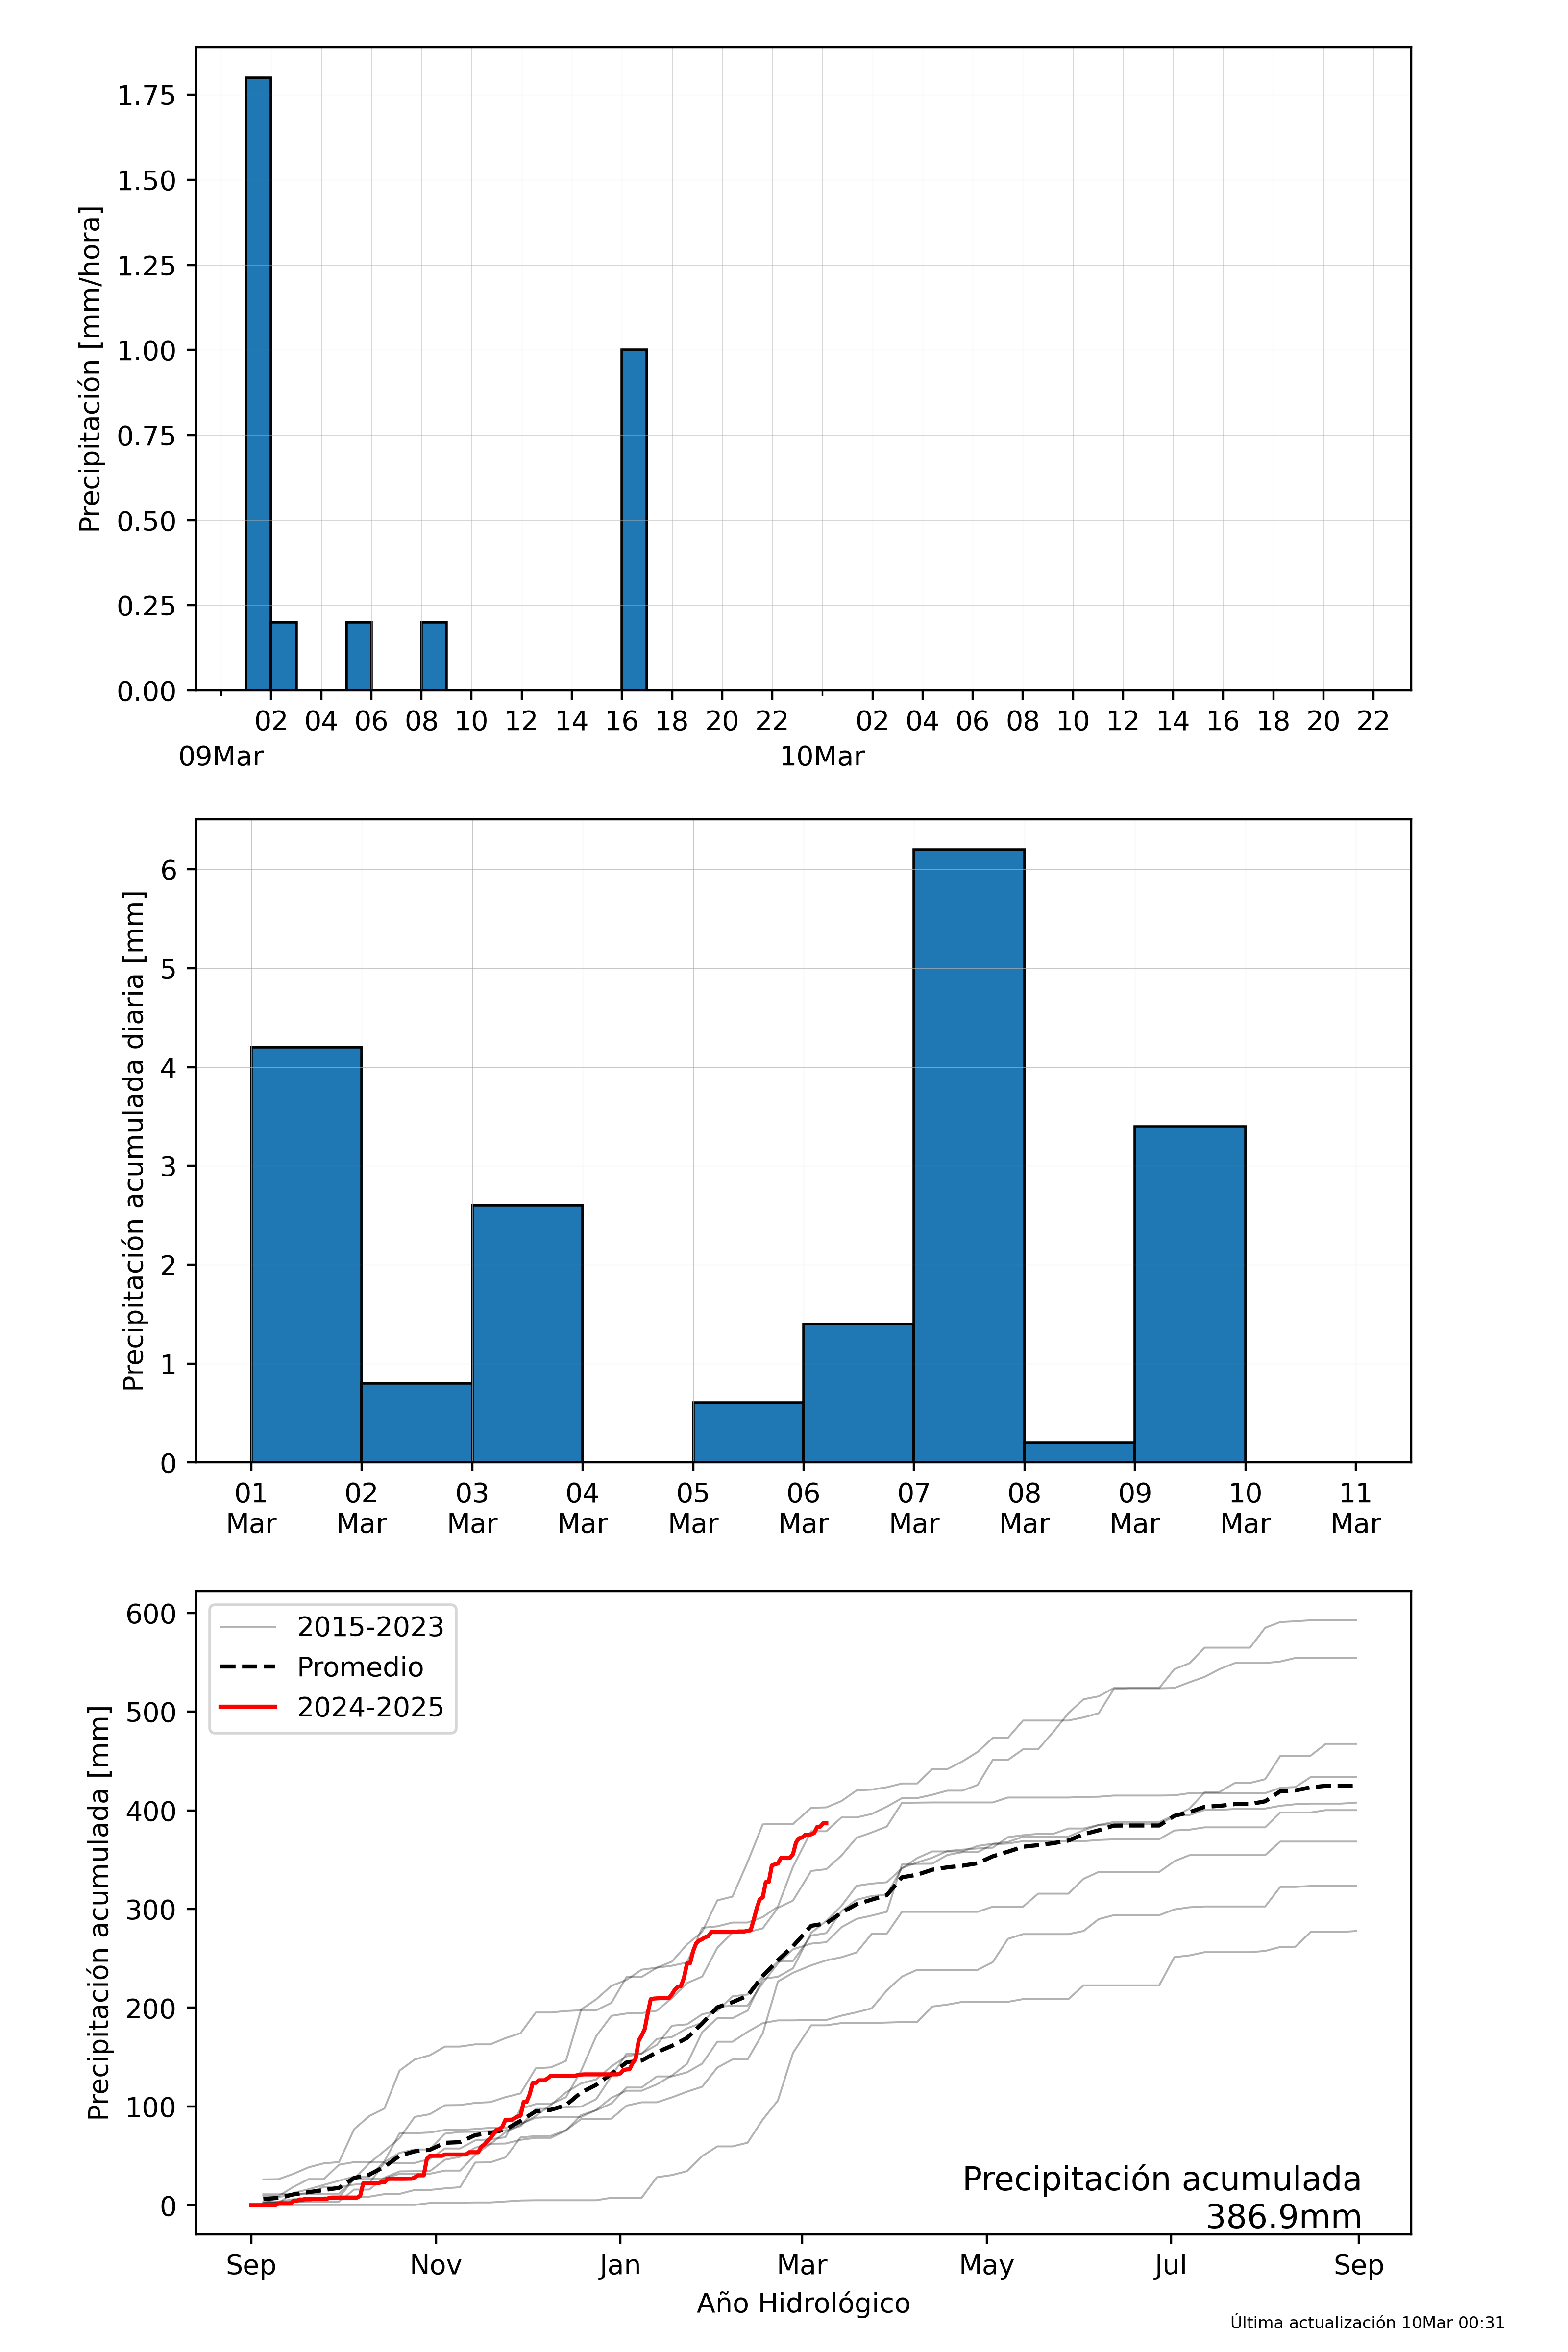 1.75
1.50
1.25
1.00
0.75
0.50
0.25
0.00
Precipitación [mm/hora]
02 04 06 08 10 12 14 16 18 20 22 02 04 06 08 10 12 14 16 18 20 22
09Mar 10Mar
6
5
4
3
2
1
0
Precipitación acumulada diaria [mm]
01 02 03 04 05 06 07 08 09 10 11
Mar Mar Mar Mar Mar Mar Mar Mar Mar Mar Mar
600
500
400
300
200
100
0
Precipitación acumulada [mm]
2015-2023
Promedio
2024-2025
Precipitación acumulada
386.9mm
Sep Nov Jan Mar May Jul Sep
Año Hidrológico
Última actualización 10Mar 00:31